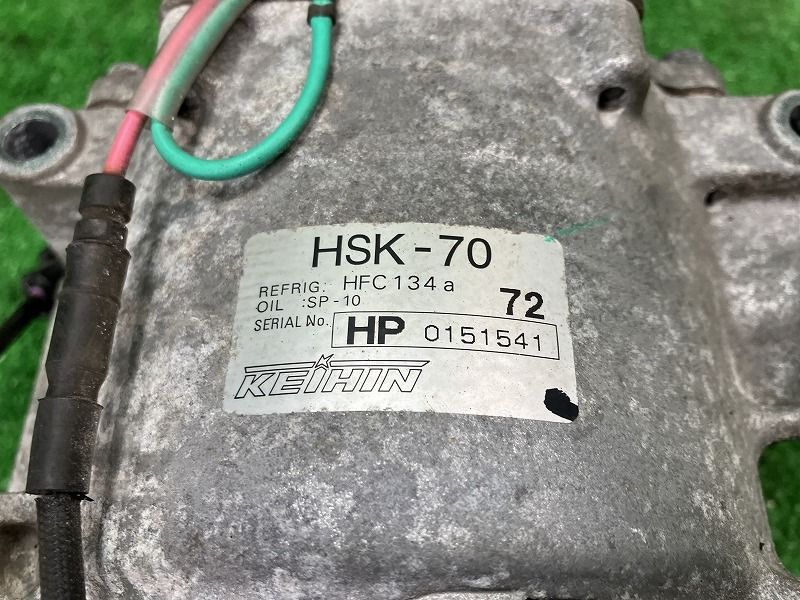 HSK-70
REFRIG: HFC134a
OIL :SP-10 72
SERIAL No. HP 0151541
KEIHIN